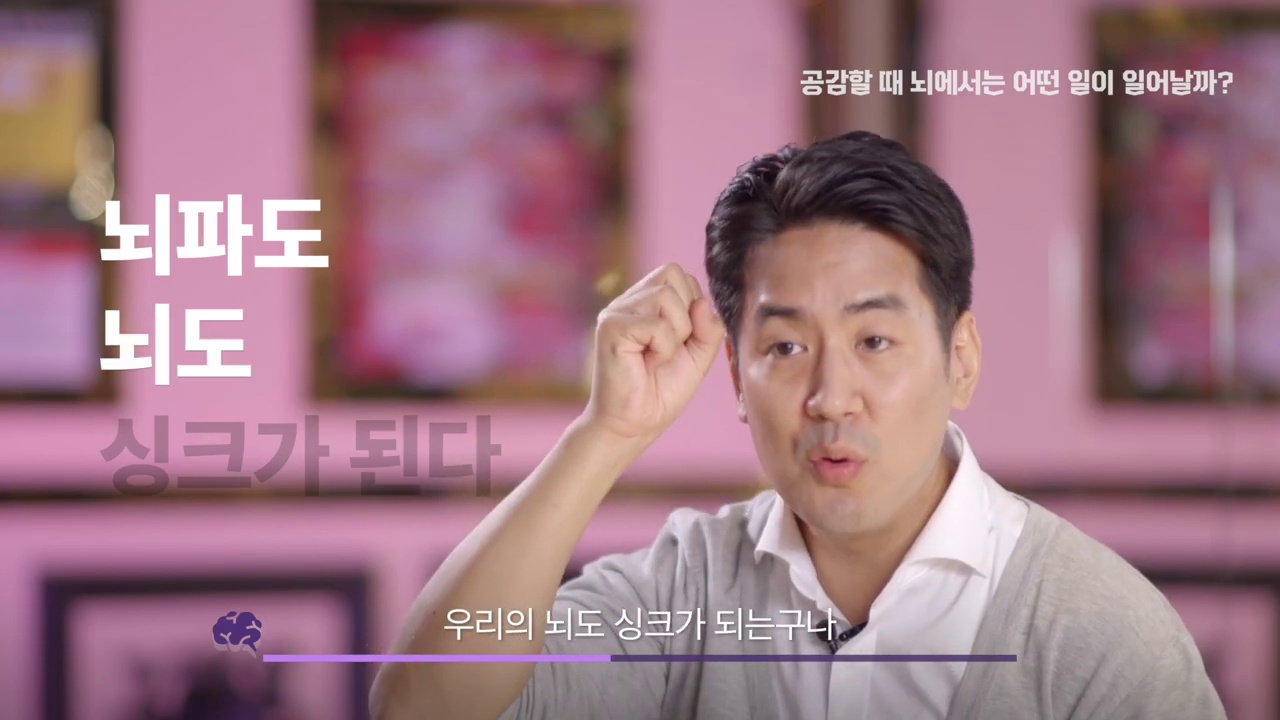 공감할 때 뇌에서는 어떤 일이 일어날까?
뇌파도
뇌도
싱크가 된다
우리의 뇌도 싱크가 되는구나